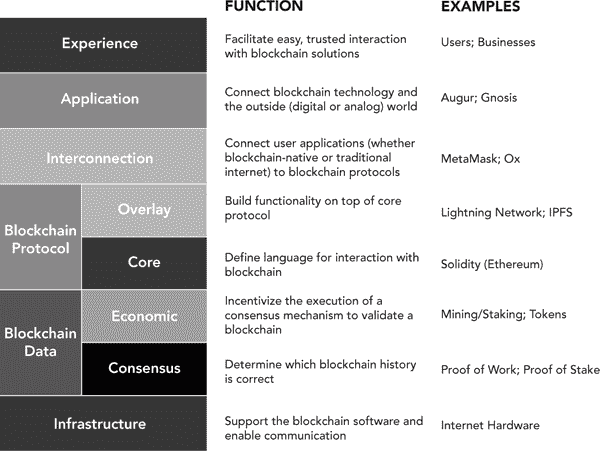 FUNCTION EXAMPLES
Experience
Facilitate easy, trusted interaction
with blockchain solutions
Users; Businesses
Application
Connect blockchain technology and
the outside (digital or analog) world
Augur; Gnosis
Interconnection
Connect user applications (whether
blockchain-native or traditional
internet) to blockchain protocols
MetaMask; Ox
Blockchain
Protocol
Overlay
Build functionality on top of core
protocol
Lightning Network; IPFS
Core
Define language for interaction with
blockchain
Solidity (Ethereum)
Blockchain
Data
Economic
Incentivize the execution of a
consensus mechanism to validate a
blockchain
Mining/Staking; Tokens
Consensus
Determine which blockchain history
is correct
Proof of Work; Proof of Stake
Infrastructure
Support the blockchain software and
enable communication
Internet Hardware